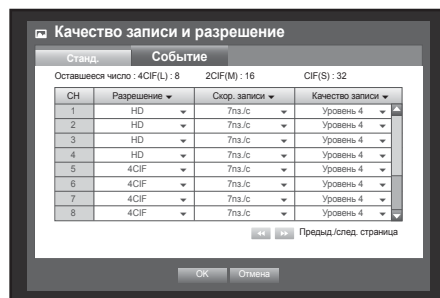 Качество записи и разрешение
Станд. Событие
Оставшееся число : 4CIF(L) : 8 2CIF(M) : 16 CIF(S) : 32
CH Разрешение Скор. записи Качество записи
1 HD 7пз./с Уровень 4
2 HD 7пз./с Уровень 4
3 HD 7пз./с Уровень 4
4 HD 7пз./с Уровень 4
5 4CIF 7пз./с Уровень 4
6 4CIF 7пз./с Уровень 4
7 4CIF 7пз./с Уровень 4
8 4CIF 7пз./с Уровень 4
Предыд./след. страница
OK Отмена